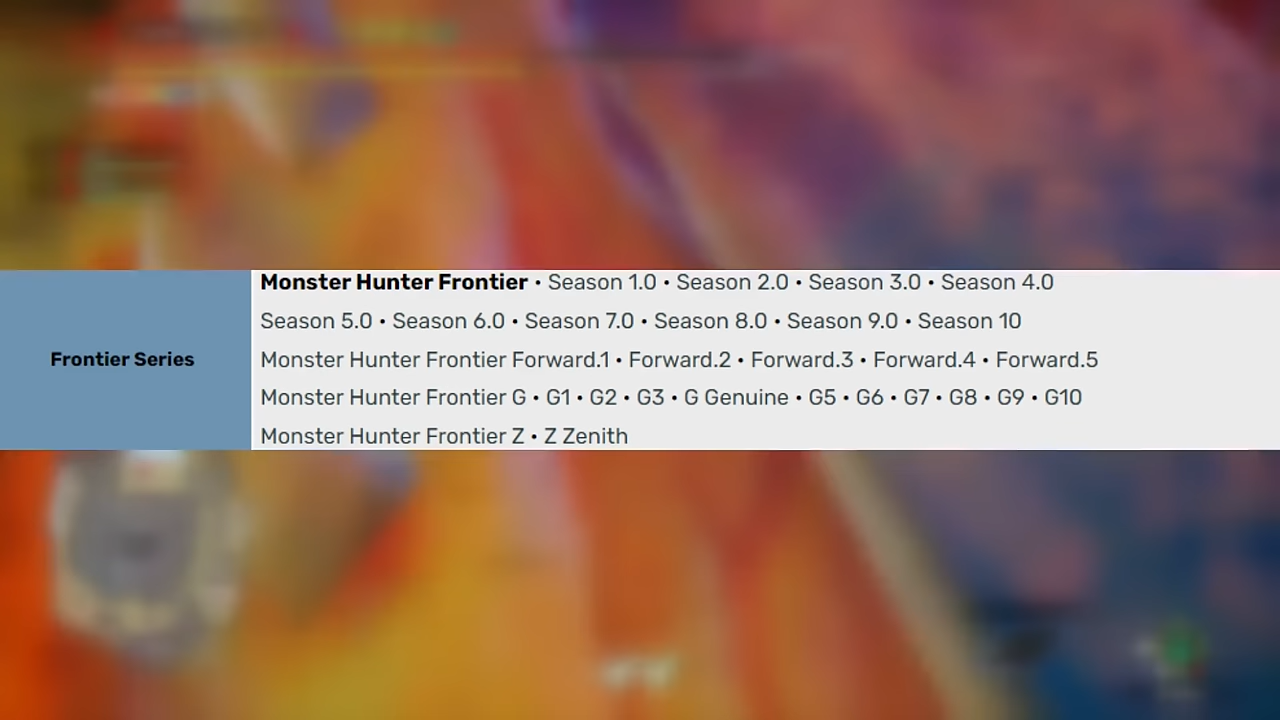 Frontier Series
Monster Hunter Frontier • Season 1.0 • Season 2.0 • Season 3.0 • Season 4.0
Season 5.0 • Season 6.0 • Season 7.0 • Season 8.0 • Season 9.0 • Season 10
Monster Hunter Frontier Forward.1 • Forward.2 • Forward.3 • Forward.4 • Forward.5
Monster Hunter Frontier G • G1 • G2 • G3 • G Genuine • G5 • G6 • G7 • G8 • G9 • G10
Monster Hunter Frontier Z • Z Zenith